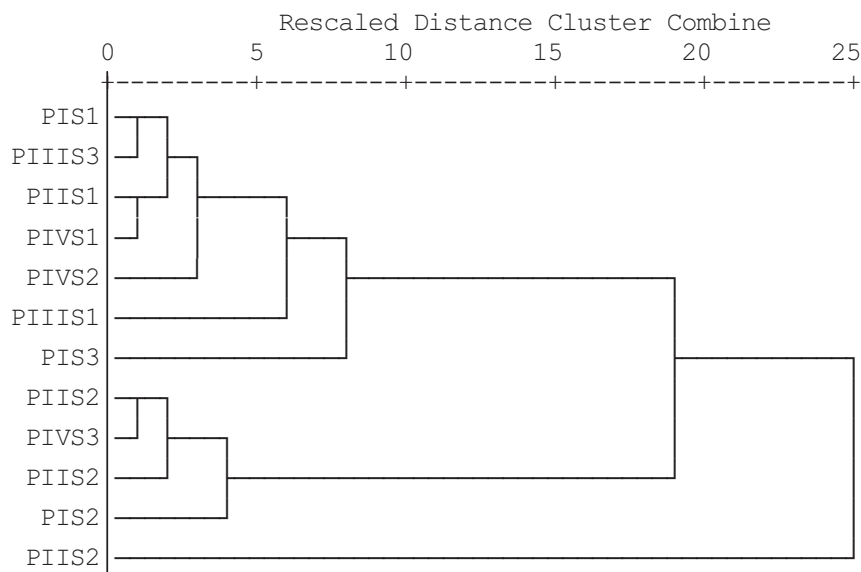 Rescaled Distance Cluster Combine
0 5 10 15 20 25
PIS1
PIIIS3
PIIS1
PIVS1
PIVS2
PIIIS1
PIS3
PIIS2
PIVS3
PIIS2
PIS2
PIIS2